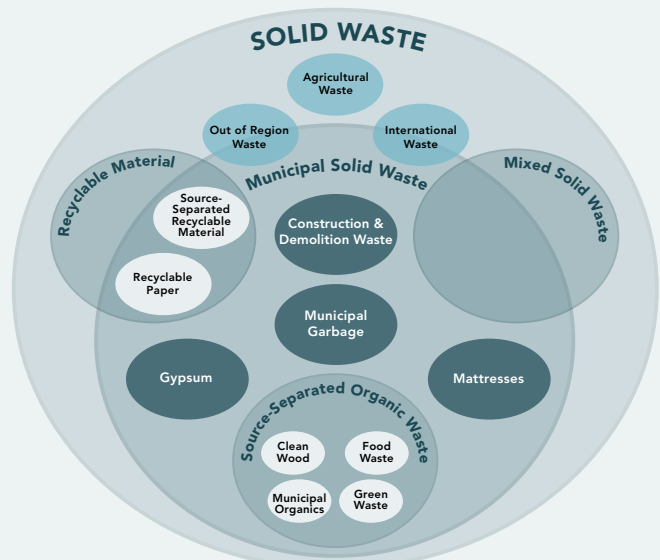 SOLID WASTE
Agricultural
Waste
Out of Region
Waste
International
Waste
Municipal Solid Waste
Recyclable Material
Mixed Solid Waste
Source-
Separated
Recyclable
Material
Construction &
Demolition Waste
Recyclable
Paper
Municipal
Garbage
Gypsum
Mattresses
Source-Separated Organic Waste
Clean
Wood
Food
Waste
Municipal
Organics
Green
Waste